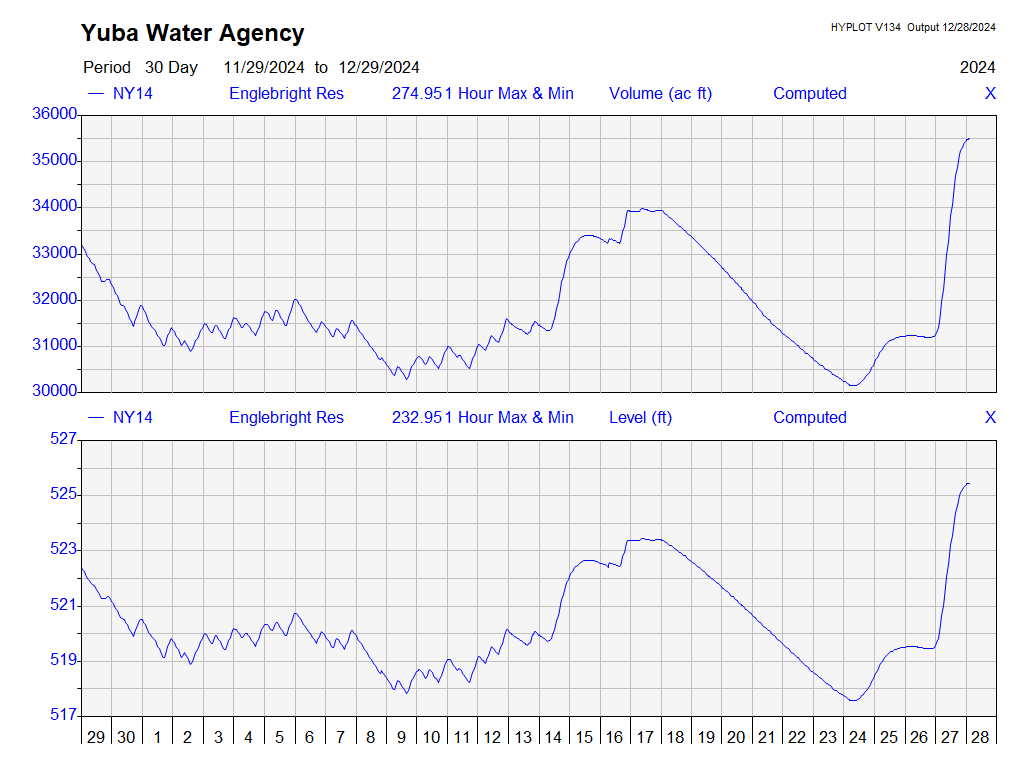 Yuba Water Agency
HYPLOT V134 Output 12/28/2024
Period 30 Day 11/29/2024 to 12/29/2024 2024
— NY14 Englebright Res 274.951 Hour Max & Min Volume (ac ft) Computed X
36000
35000
34000
33000
32000
31000
30000
— NY14 Englebright Res 232.951 Hour Max & Min Level (ft) Computed X
527
525
523
521
519
517
29 30 1 2 3 4 5 6 7 8 9 10 11 12 13 14 15 16 17 18 19 20 21 22 23 24 25 26 27 28